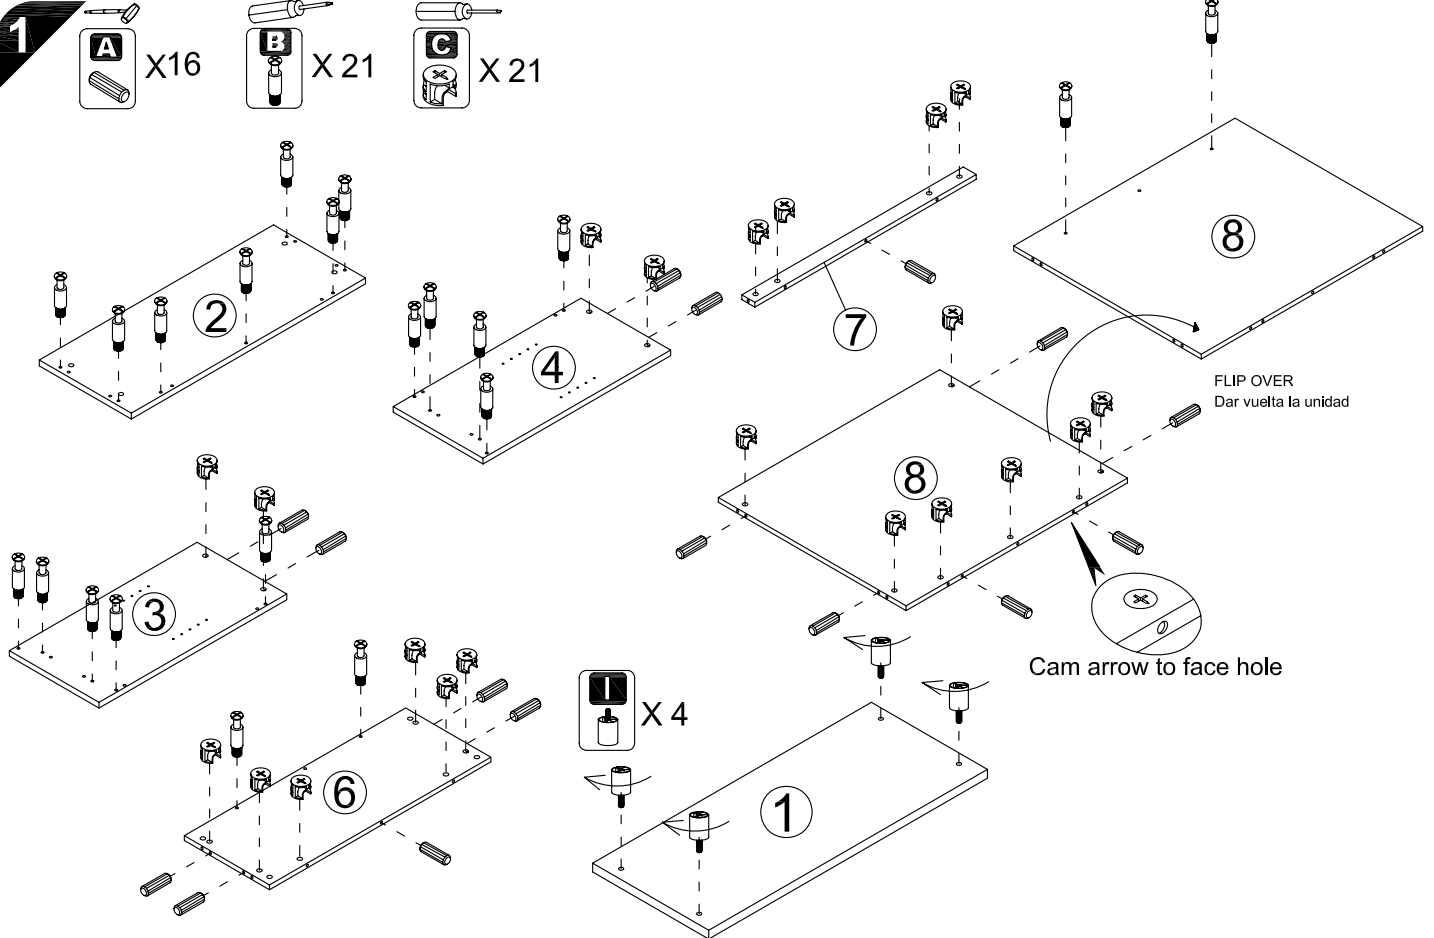 1
A
X16
B
X 21
C
X 21
2
4
7
8
FLIP OVER
Dar vuelta la unidad
8
3
Cam arrow to face hole
I
X 4
6
1